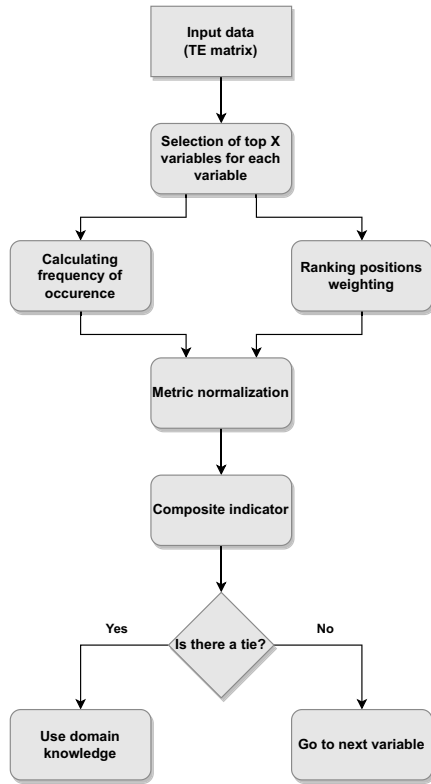 Input data
(TE matrix)
Selection of top X
variables for each
variable
Calculating
frequency of
occurence
Ranking positions
weighting
Metric normalization
Composite indicator
Is there a tie?
Yes
No
Use domain
knowledge
Go to next variable